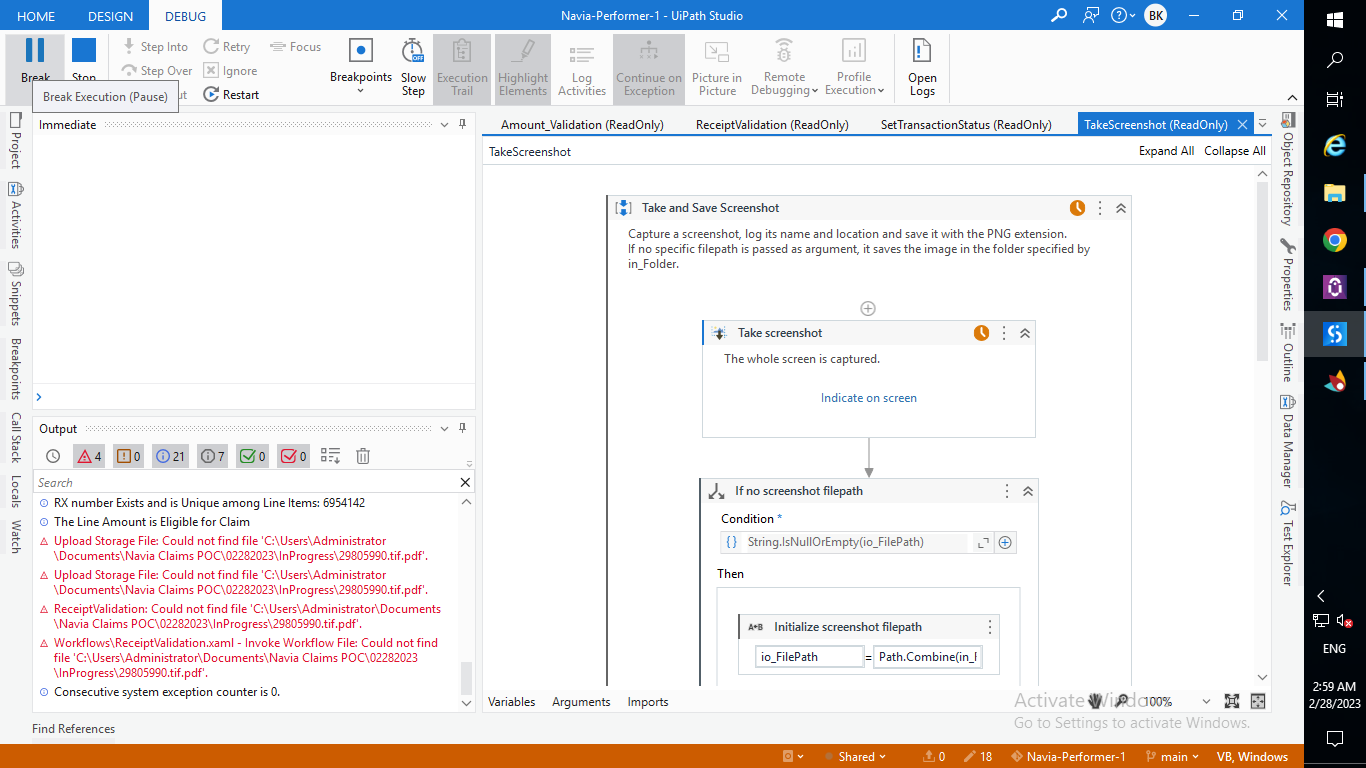 HOME DESIGN DEBUG
Navia-Performer-1 - UiPath Studio
BK
Break
Stop
Step Into
Step Over
Retry
Ignore
Restart
Focus
Breakpoints
Slow
Step
OFF
Execution
Trail
Highlight
Elements
Log
Activities
Continue on
Exception
Picture in
Picture
Remote
Debugging
Profile
Execution
Open
Logs
Break Execution (Pause)
Project
Activities
Snippets
Breakpoints
Call Stack
Locals
Watch
Immediate
Output
4 0 21 7 0 0
Search
RX number Exists and is Unique among Line Items: 6954142
The Line Amount is Eligible for Claim
Upload Storage File: Could not find file 'C:\Users\Administrator
\Documents\Navia Claims POC\02282023\InProgress\29805990.tif.pdf'.
Upload Storage File: Could not find file 'C:\Users\Administrator
\Documents\Navia Claims POC\02282023\InProgress\29805990.tif.pdf'.
ReceiptValidation: Could not find file 'C:\Users\Administrator\Documents
\Navia Claims POC\02282023\InProgress\29805990.tif.pdf'.
Workflows\ReceiptValidation.xaml - Invoke Workflow File: Could not find
file 'C:\Users\Administrator\Documents\Navia Claims POC\02282023
\InProgress\29805990.tif.pdf'.
Consecutive system exception counter is 0.
Find References
Amount_Validation (ReadOnly) ReceiptValidation (ReadOnly) SetTransactionStatus (ReadOnly) TakeScreenshot (ReadOnly)
TakeScreenshot
Expand All Collapse All
Take and Save Screenshot
Capture a screenshot, log its name and location and save it with the PNG extension.
If no specific filepath is passed as argument, it saves the image in the folder specified by
in_Folder.
Take screenshot
The whole screen is captured.
Indicate on screen
If no screenshot filepath
Condition *
String.IsNullOrEmpty(io_FilePath)
Then
A+B Initialize screenshot filepath
io_FilePath = Path.Combine(in_F
Variables Arguments Imports
100%
Activate Windows
Go to Settings to activate Windows.
Object Repository
Properties
Outline
Data Manager
Test Explorer
Shared 0 18 Navia-Performer-1 main VB, Windows
ENG
2:59 AM
2/28/2023